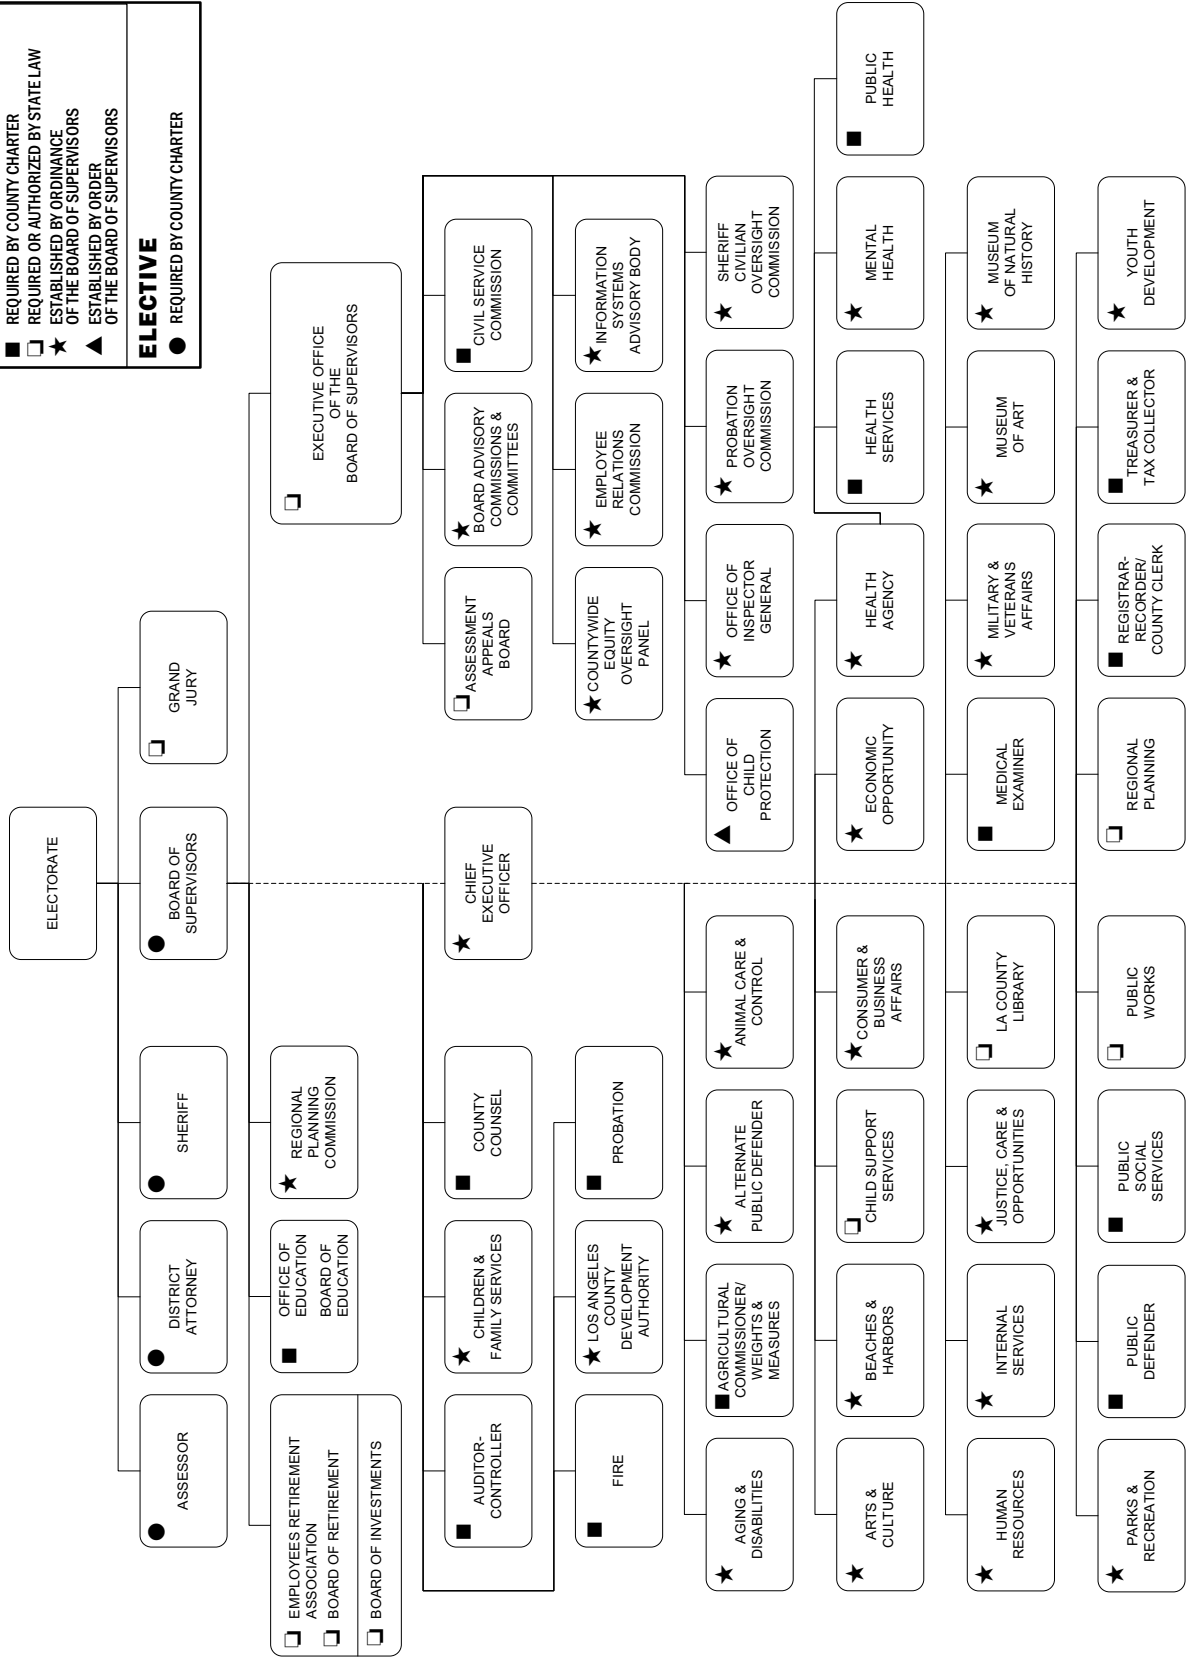 ■ REQUIRED BY COUNTY CHARTER
❏ REQUIRED OR AUTHORIZED BY STATE LAW
★ ESTABLISHED BY ORDINANCE
OF THE BOARD OF SUPERVISORS
▲ ESTABLISHED BY ORDER
OF THE BOARD OF SUPERVISORS
ELECTIVE
● REQUIRED BY COUNTY CHARTER
ELECTORATE
● ASSESSOR
● DISTRICT
ATTORNEY
● SHERIFF
● BOARD OF
SUPERVISORS
❏ GRAND
JURY
❏ EMPLOYEES RETIREMENT
ASSOCIATION
❏ BOARD OF RETIREMENT
❏ BOARD OF INVESTMENTS
■ OFFICE OF
EDUCATION
BOARD OF
EDUCATION
★ REGIONAL
PLANNING
COMMISSION
❏ EXECUTIVE OFFICE
OF THE
BOARD OF SUPERVISORS
■ AUDITOR-
CONTROLLER
★ CHILDREN &
FAMILY SERVICES
■ COUNTY
COUNSEL
★ CHIEF
EXECUTIVE
OFFICER
❏ ASSESSMENT
APPEALS
BOARD
★ BOARD ADVISORY
COMMISSIONS &
COMMITTEES
■ CIVIL SERVICE
COMMISSION
■ FIRE
★ LOS ANGELES
COUNTY
DEVELOPMENT
AUTHORITY
■ PROBATION
★ COUNTYWIDE
EQUITY
OVERSIGHT
PANEL
★ EMPLOYEE
RELATIONS
COMMISSION
★ INFORMATION
SYSTEMS
ADVISORY BODY
★ AGING &
DISABILITIES
■ AGRICULTURAL
COMMISSIONER/
WEIGHTS &
MEASURES
★ ALTERNATE
PUBLIC DEFENDER
★ ANIMAL CARE &
CONTROL
▲ OFFICE OF
CHILD
PROTECTION
★ OFFICE OF
INSPECTOR
GENERAL
★ PROBATION
OVERSIGHT
COMMISSION
★ SHERIFF
CIVILIAN
OVERSIGHT
COMMISSION
★ ARTS &
CULTURE
★ BEACHES &
HARBORS
❏ CHILD SUPPORT
SERVICES
★ CONSUMER &
BUSINESS
AFFAIRS
★ ECONOMIC
OPPORTUNITY
★ HEALTH
AGENCY
■ HEALTH
SERVICES
★ MENTAL
HEALTH
■ PUBLIC
HEALTH
★ HUMAN
RESOURCES
★ INTERNAL
SERVICES
★ JUSTICE, CARE &
OPPORTUNITIES
❏ LA COUNTY
LIBRARY
■ MEDICAL
EXAMINER
★ MILITARY &
VETERANS
AFFAIRS
★ MUSEUM
OF ART
★ MUSEUM
OF NATURAL
HISTORY
★ PARKS &
RECREATION
■ PUBLIC
DEFENDER
■ PUBLIC
SOCIAL
SERVICES
❏ PUBLIC
WORKS
❏ REGIONAL
PLANNING
■ REGISTRAR-
RECORDER/
COUNTY CLERK
■ TREASURER &
TAX COLLECTOR
★ YOUTH
DEVELOPMENT